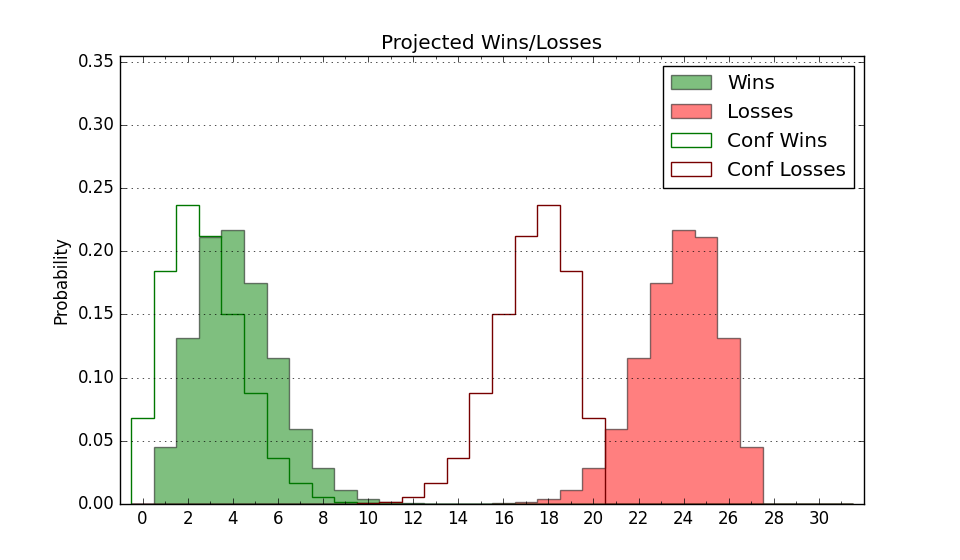 Projected Wins/Losses
Probability
0.35
0.30
0.25
0.20
0.15
0.10
0.05
0.00
0 2 4 6 8 10 12 14 16 18 20 22 24 26 28 30
Wins
Losses
Conf Wins
Conf Losses